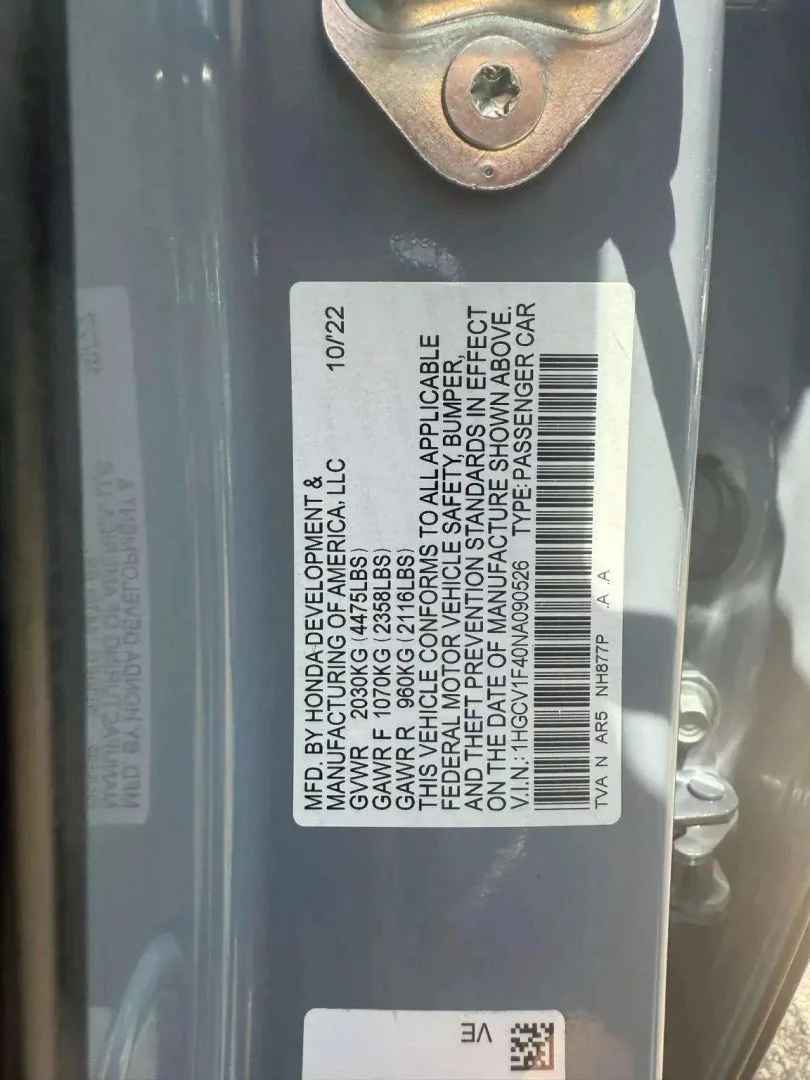 MFD. BY HONDA DEVELOPMENT &
MANUFACTURING OF AMERICA, LLC 10/'22
GVWR 2030KG (4475LBS)
GAWR F 1070KG (2358LBS)
GAWR R 960KG (2116LBS)
THIS VEHICLE CONFORMS TO ALL APPLICABLE
FEDERAL MOTOR VEHICLE SAFETY, BUMPER,
AND THEFT PREVENTION STANDARDS IN EFFECT
ON THE DATE OF MANUFACTURE SHOWN ABOVE.
V.I.N.: 1HGCV1F40NA090526 TYPE: PASSENGER CAR
TVA N AR5 NH877P .A .A
VE